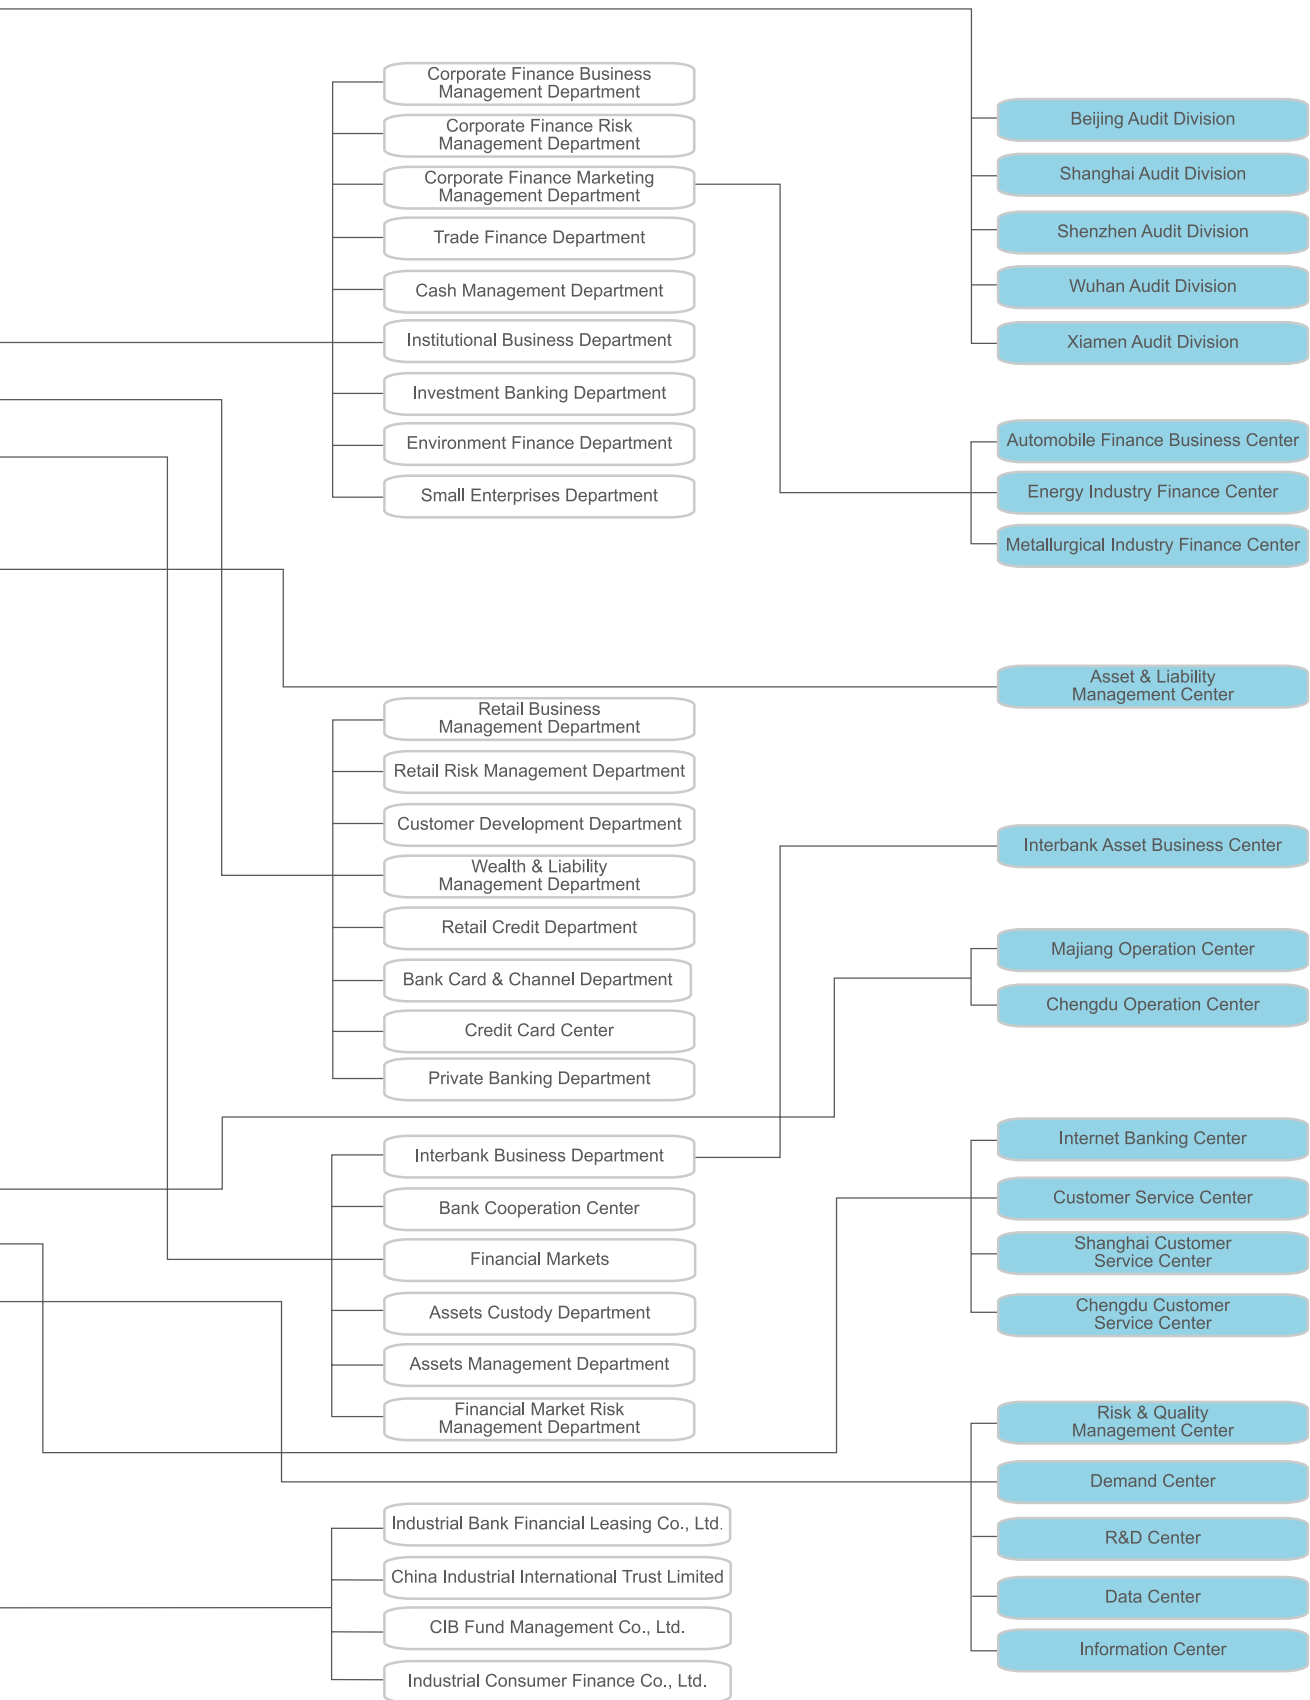 Corporate Finance Business
Management Department
Corporate Finance Risk
Management Department
Corporate Finance Marketing
Management Department
Trade Finance Department
Cash Management Department
Institutional Business Department
Investment Banking Department
Environment Finance Department
Small Enterprises Department
Beijing Audit Division
Shanghai Audit Division
Shenzhen Audit Division
Wuhan Audit Division
Xiamen Audit Division
Automobile Finance Business Center
Energy Industry Finance Center
Metallurgical Industry Finance Center
Asset & Liability
Management Center
Retail Business
Management Department
Retail Risk Management Department
Customer Development Department
Wealth & Liability
Management Department
Retail Credit Department
Bank Card & Channel Department
Credit Card Center
Private Banking Department
Interbank Asset Business Center
Majiang Operation Center
Chengdu Operation Center
Interbank Business Department
Bank Cooperation Center
Financial Markets
Assets Custody Department
Assets Management Department
Financial Market Risk
Management Department
Internet Banking Center
Customer Service Center
Shanghai Customer
Service Center
Chengdu Customer
Service Center
Risk & Quality
Management Center
Demand Center
R&D Center
Data Center
Information Center
Industrial Bank Financial Leasing Co., Ltd.
China Industrial International Trust Limited
CIB Fund Management Co., Ltd.
Industrial Consumer Finance Co., Ltd.